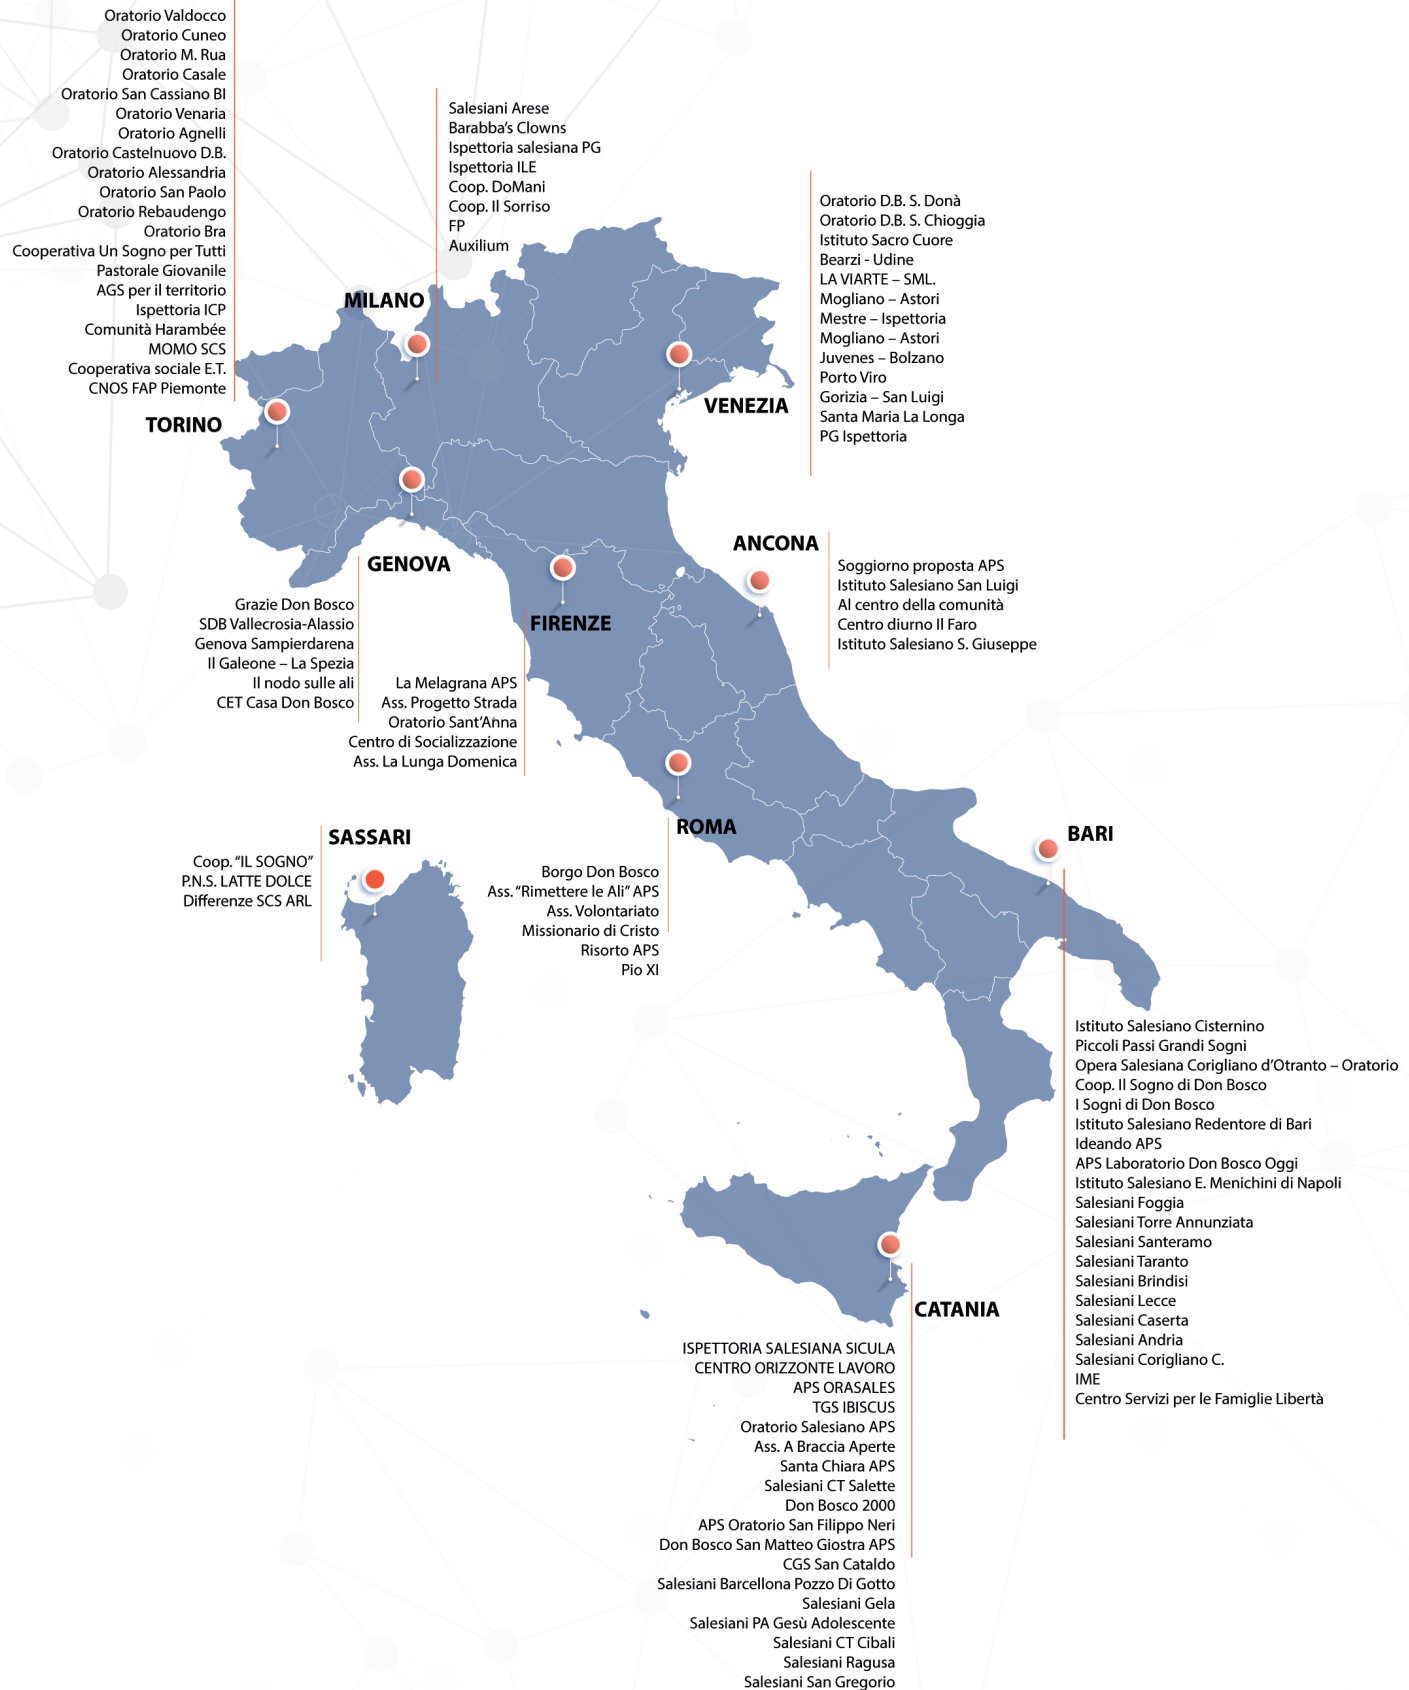 Oratorio Valdocco
Oratorio Cuneo
Oratorio M. Rua
Oratorio Casale
Oratorio San Cassiano BI
Oratorio Venaria
Oratorio Agnelli
Oratorio Castelnuovo D.B.
Oratorio Alessandria
Oratorio San Paolo
Oratorio Rebaudengo
Oratorio Bra
Cooperativa Un Sogno per Tutti
Pastorale Giovanile
AGS per il territorio
Ispettoria ICP
Comunità Harambée
MOMO SCS
Cooperativa sociale E.T.
CNOS FAP Piemonte
TORINO
Salesiani Arese
Barabba's Clowns
Ispettoria salesiana PG
Ispettoria ILE
Coop. DoMani
Coop. Il Sorriso
FP
Auxilium
MILANO
Oratorio D.B. S. Donà
Oratorio D.B. S. Chioggia
Istituto Sacro Cuore
Bearzi - Udine
LA VIARTE – SML.
Mogliano – Astori
Mestre – Ispettoria
Mogliano – Astori
Juvenes – Bolzano
Porto Viro
Gorizia – San Luigi
Santa Maria La Longa
PG Ispettoria
VENEZIA
GENOVA
Grazie Don Bosco
SDB Vallecrosia-Alassio
Genova Sampierdarena
Il Galeone – La Spezia
Il nodo sulle ali
CET Casa Don Bosco
FIRENZE
La Melagrana APS
Ass. Progetto Strada
Oratorio Sant'Anna
Centro di Socializzazione
Ass. La Lunga Domenica
ANCONA
Soggiorno proposta APS
Istituto Salesiano San Luigi
Al centro della comunità
Centro diurno Il Faro
Istituto Salesiano S. Giuseppe
SASSARI
Coop. "IL SOGNO"
P.N.S. LATTE DOLCE
Differenze SCS ARL
ROMA
Borgo Don Bosco
Ass. "Rimettere le Ali" APS
Ass. Volontariato
Missionario di Cristo
Risorto APS
Pio XI
BARI
Istituto Salesiano Cisternino
Piccoli Passi Grandi Sogni
Opera Salesiana Corigliano d'Otranto – Oratorio
Coop. Il Sogno di Don Bosco
I Sogni di Don Bosco
Istituto Salesiano Redentore di Bari
Ideando APS
APS Laboratorio Don Bosco Oggi
Istituto Salesiano E. Menichini di Napoli
Salesiani Foggia
Salesiani Torre Annunziata
Salesiani Santeramo
Salesiani Taranto
Salesiani Brindisi
Salesiani Lecce
Salesiani Caserta
Salesiani Andria
Salesiani Corigliano C.
IME
Centro Servizi per le Famiglie Libertà
CATANIA
ISPETTORIA SALESIANA SICULA
CENTRO ORIZZONTE LAVORO
APS ORASALES
TGS IBISCUS
Oratorio Salesiano APS
Ass. A Braccia Aperte
Santa Chiara APS
Salesiani CT Salette
Don Bosco 2000
APS Oratorio San Filippo Neri
Don Bosco San Matteo Giostra APS
CGS San Cataldo
Salesiani Barcellona Pozzo Di Gotto
Salesiani Gela
Salesiani PA Gesù Adolescente
Salesiani CT Cibali
Salesiani Ragusa
Salesiani San Gregorio